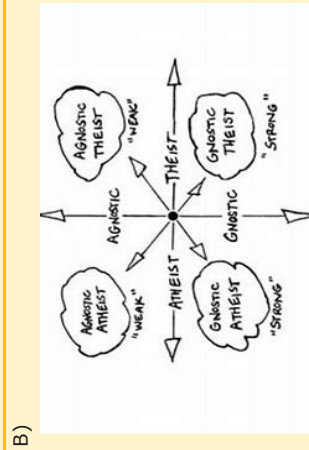 B)
AGNOSTIC
ATHEIST
"WEAK"
AGNOSTIC
AGNOSTIC
THEIST
"WEAK"
ATHEIST
THEIST
GNOSTIC
ATHEIST
"STRONG"
GNOSTIC
GNOSTIC
THEIST
"STRONG"